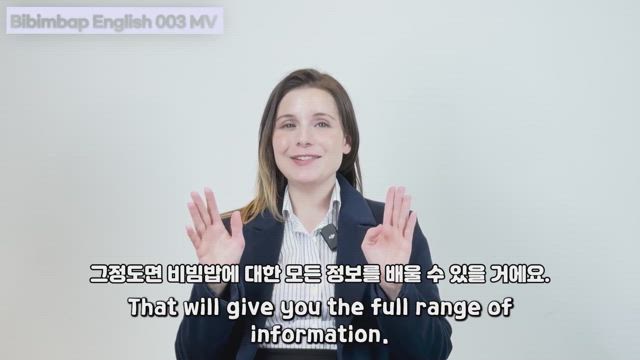 Bibimbap English 003 MV
그정도면 비빔밥에 대한 모든 정보를 배울 수 있을 거에요.
That will give you the full range of
information.